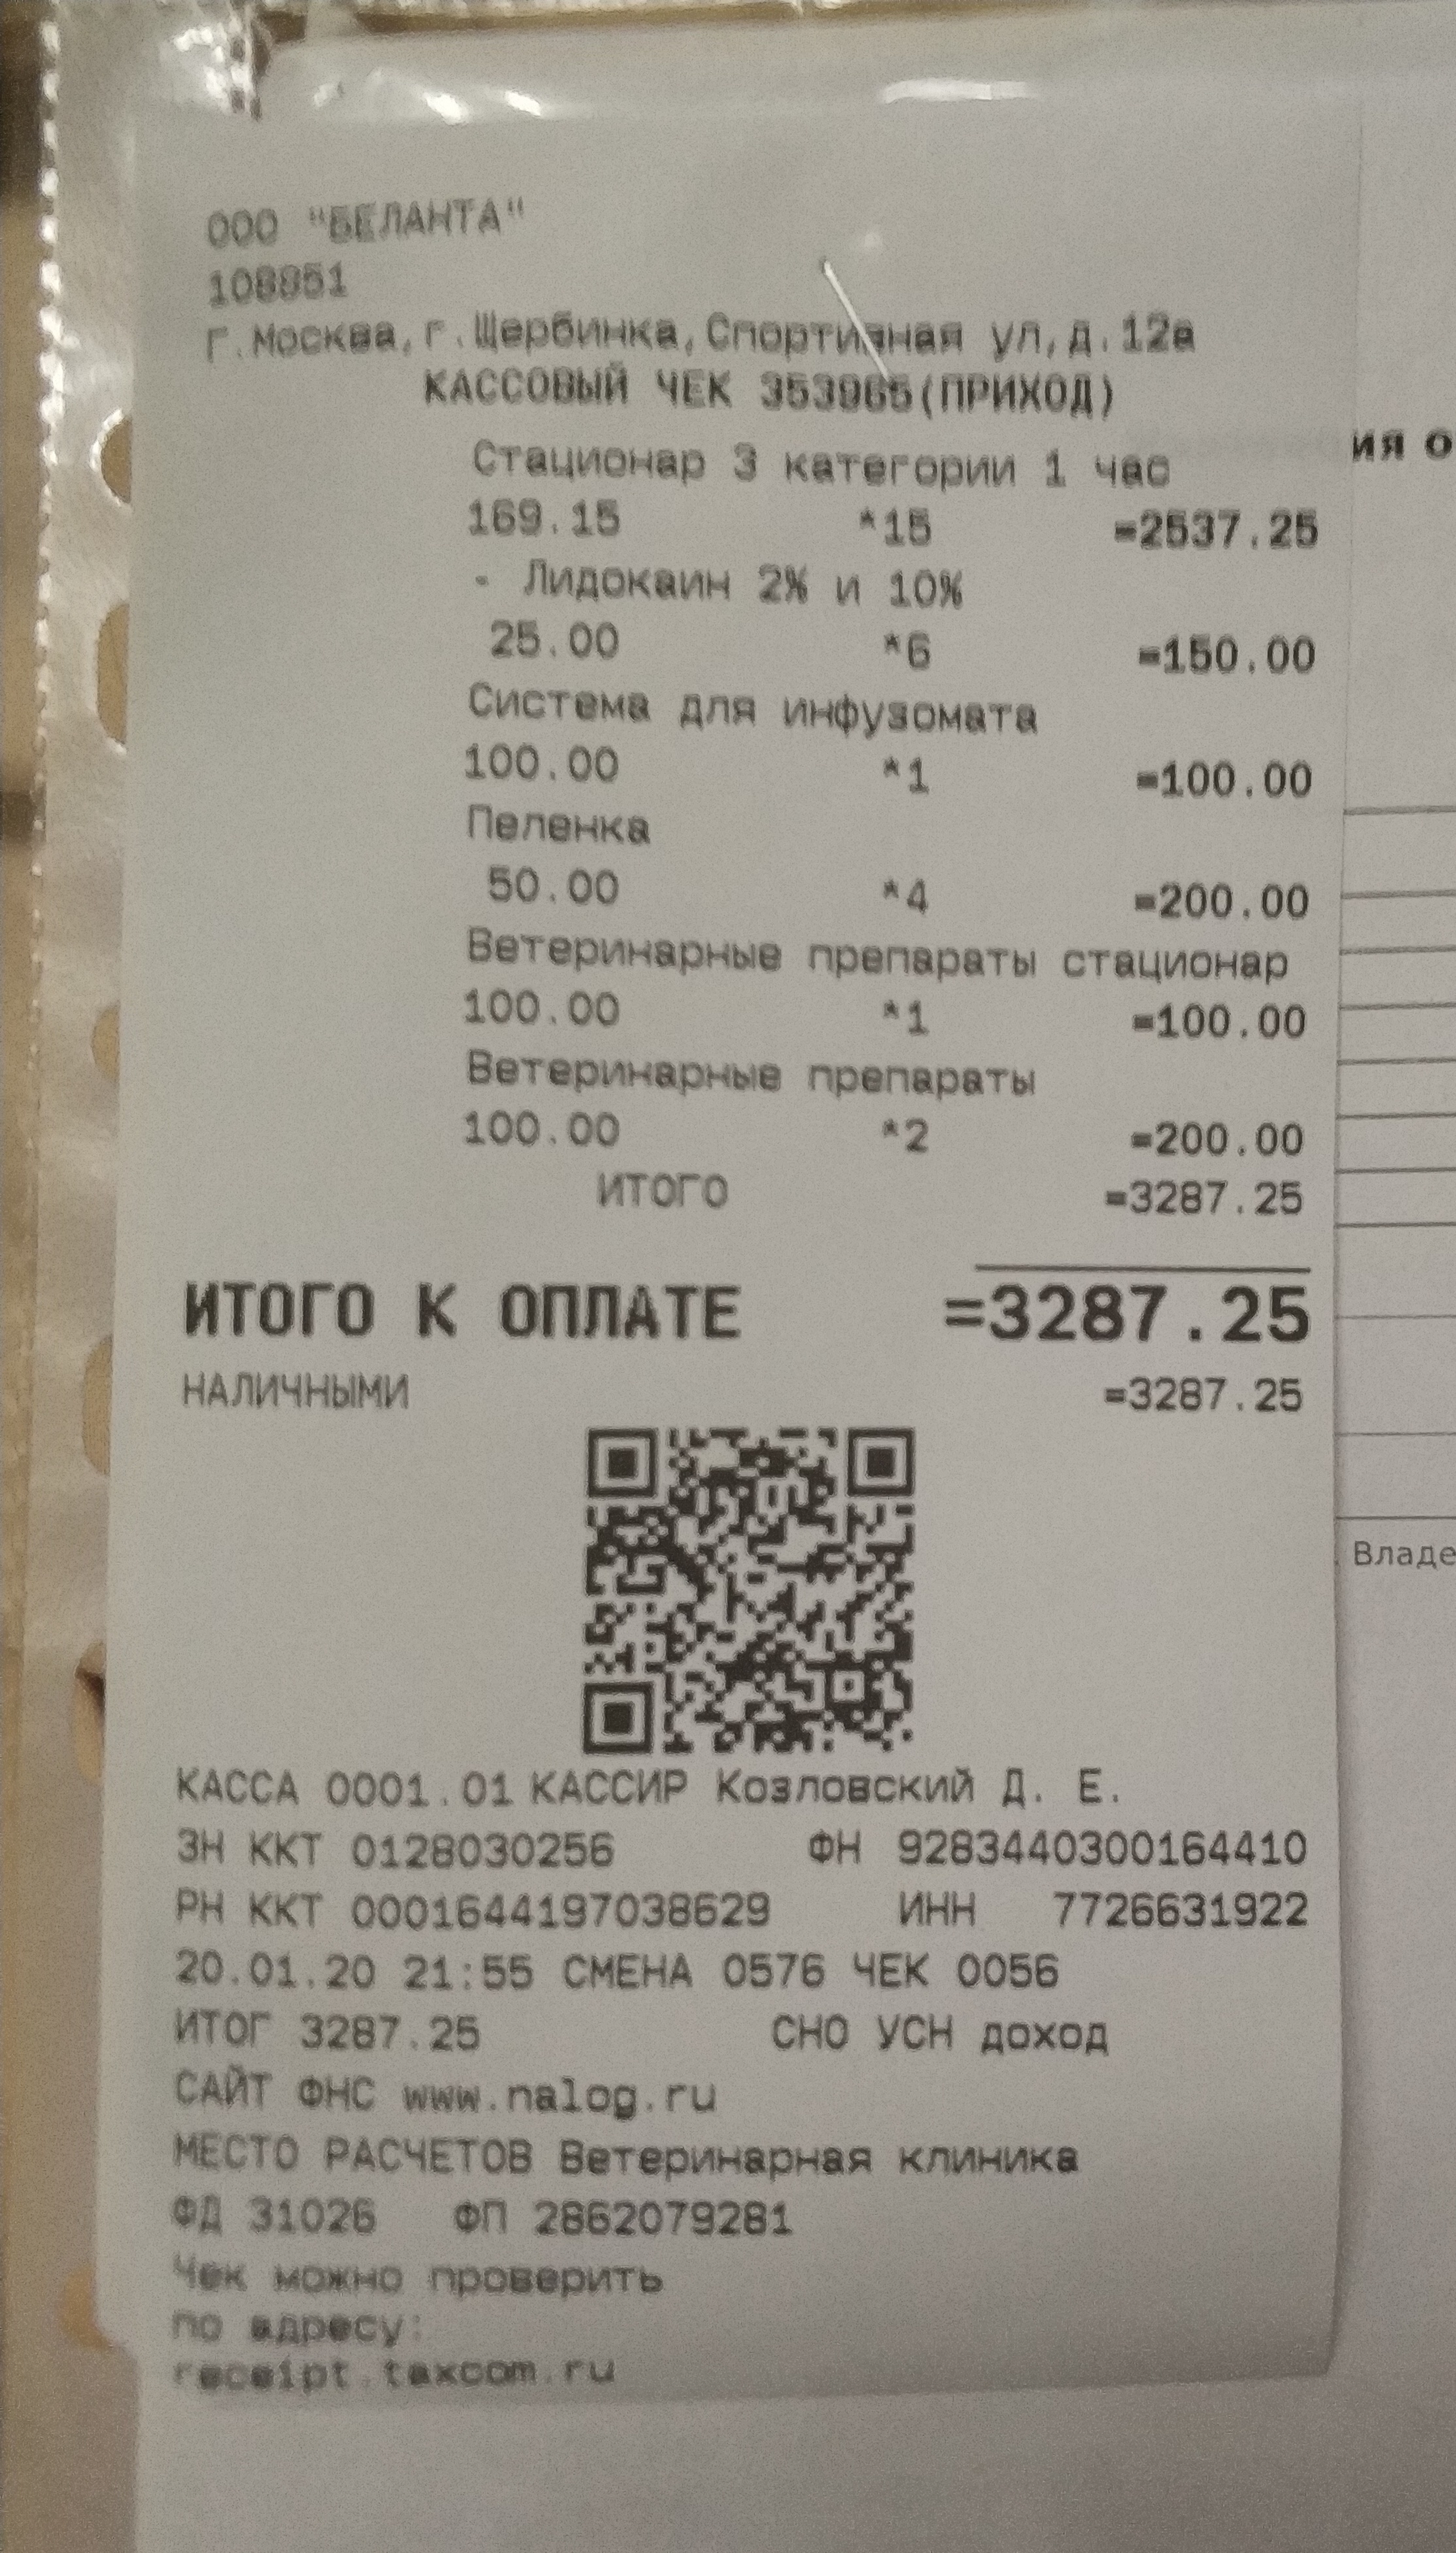 ООО "БЕЛАНТА"
108851
Г.Москва,г.Щербинка,Спортивная ул,д.12а
КАССОВЫЙ ЧЕК 353965(ПРИХОД)
Стационар 3 категории 1 час
169.15 *15 =2537.25
- Лидокаин 2% и 10%
25.00 *6 =150.00
Система для инфузомата
100.00 *1 =100.00
Пеленка
50.00 *4 =200.00
Ветеринарные препараты стационар
100.00 *1 =100.00
Ветеринарные препараты
100.00 *2 =200.00
ИТОГО =3287.25
ИТОГО К ОПЛАТЕ =3287.25
НАЛИЧНЫМИ =3287.25
КАССА 0001.01 КАССИР Козловский Д. Е.
ЗН ККТ 0128030256 ФН 9283440300164410
РН ККТ 0001644197038629 ИНН 7726631922
20.01.20 21:55 СМЕНА 0576 ЧЕК 0056
ИТОГ 3287.25 СНО УСН доход
САЙТ ФНС www.nalog.ru
МЕСТО РАСЧЕТОВ Ветеринарная клиника
ФД 31026 ФП 2862079281
Чек можно проверить
по адресу:
receipt.taxcom.ru
ия о
Владе